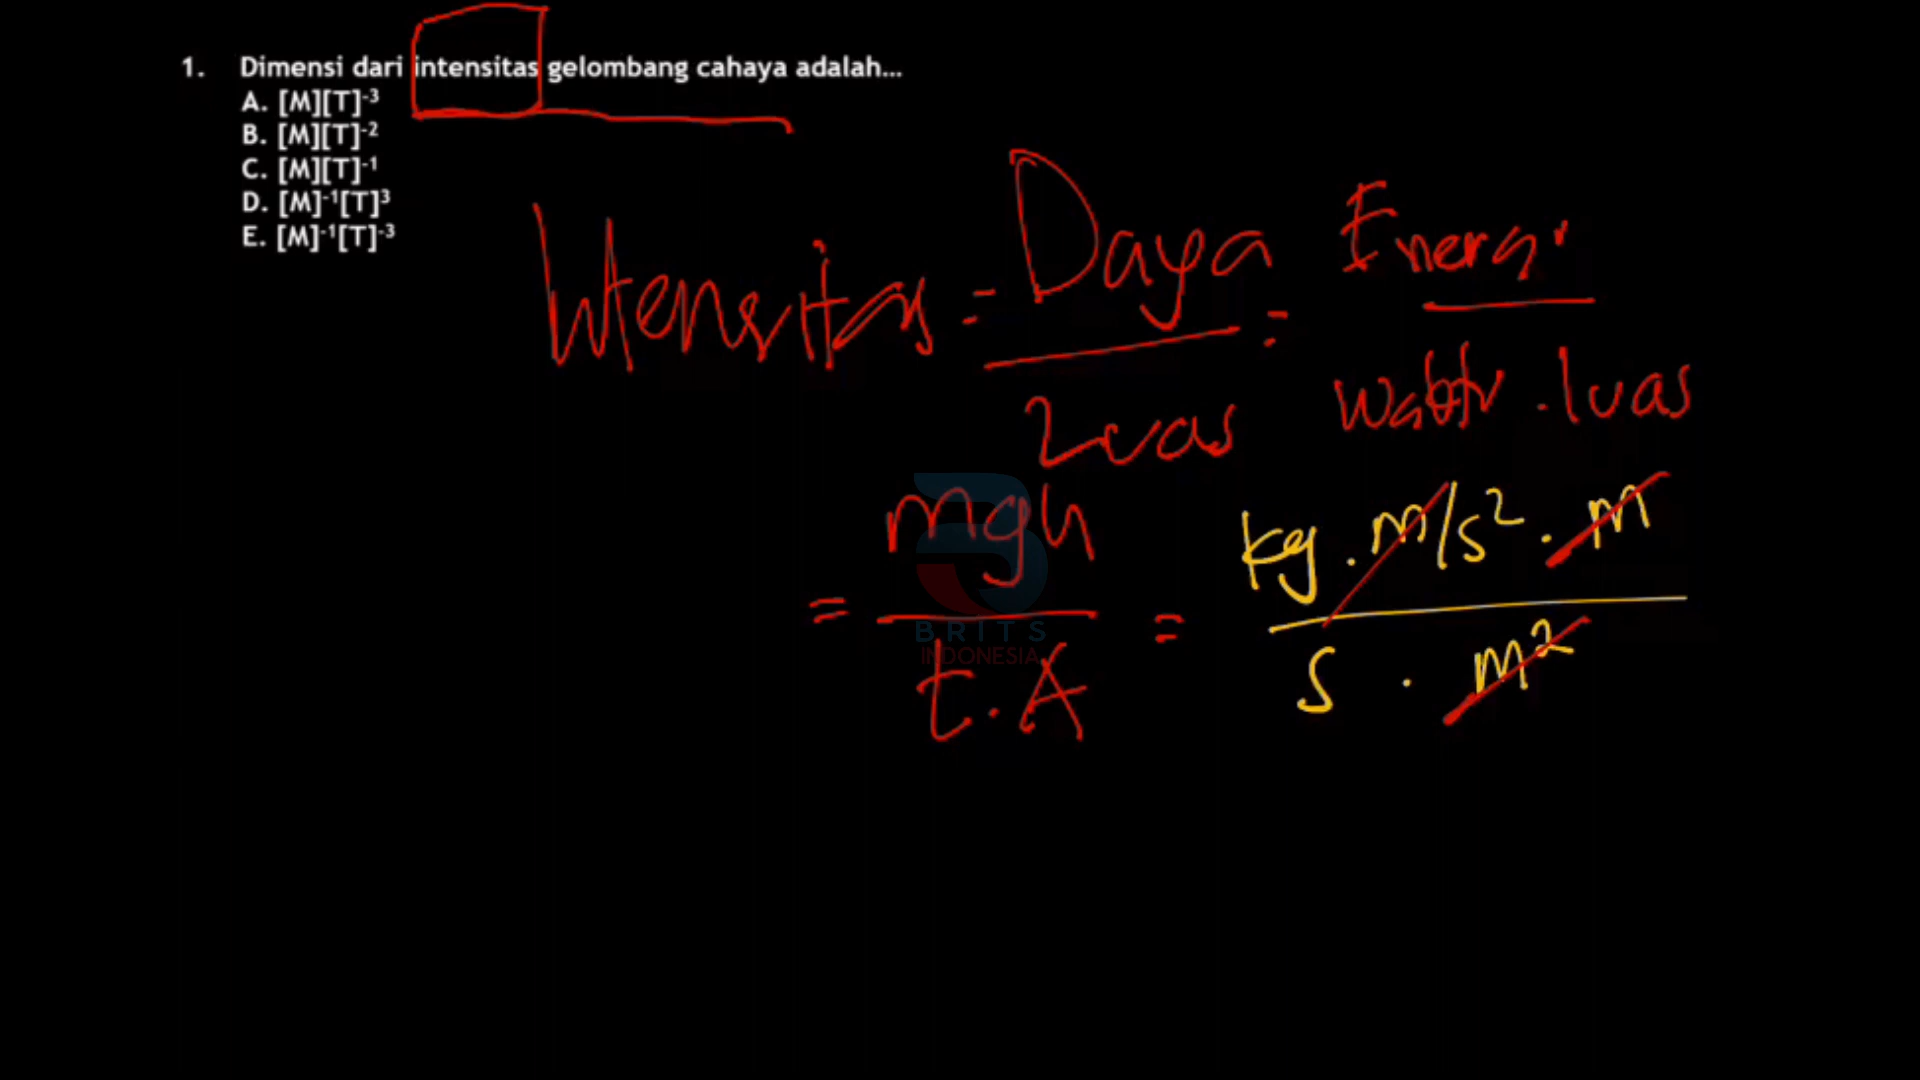 1. Dimensi dari intensitas gelombang cahaya adalah...
A. [M][T]⁻³
B. [M][T]⁻²
C. [M][T]⁻¹
D. [M]⁻¹[T]³
E. [M]⁻¹[T]⁻³
Intensitas = Daya / Luas = Energi / waktu . luas
= mgh / t . A = kg . m/s² . m / s . m²
BRITS
INDONESIA